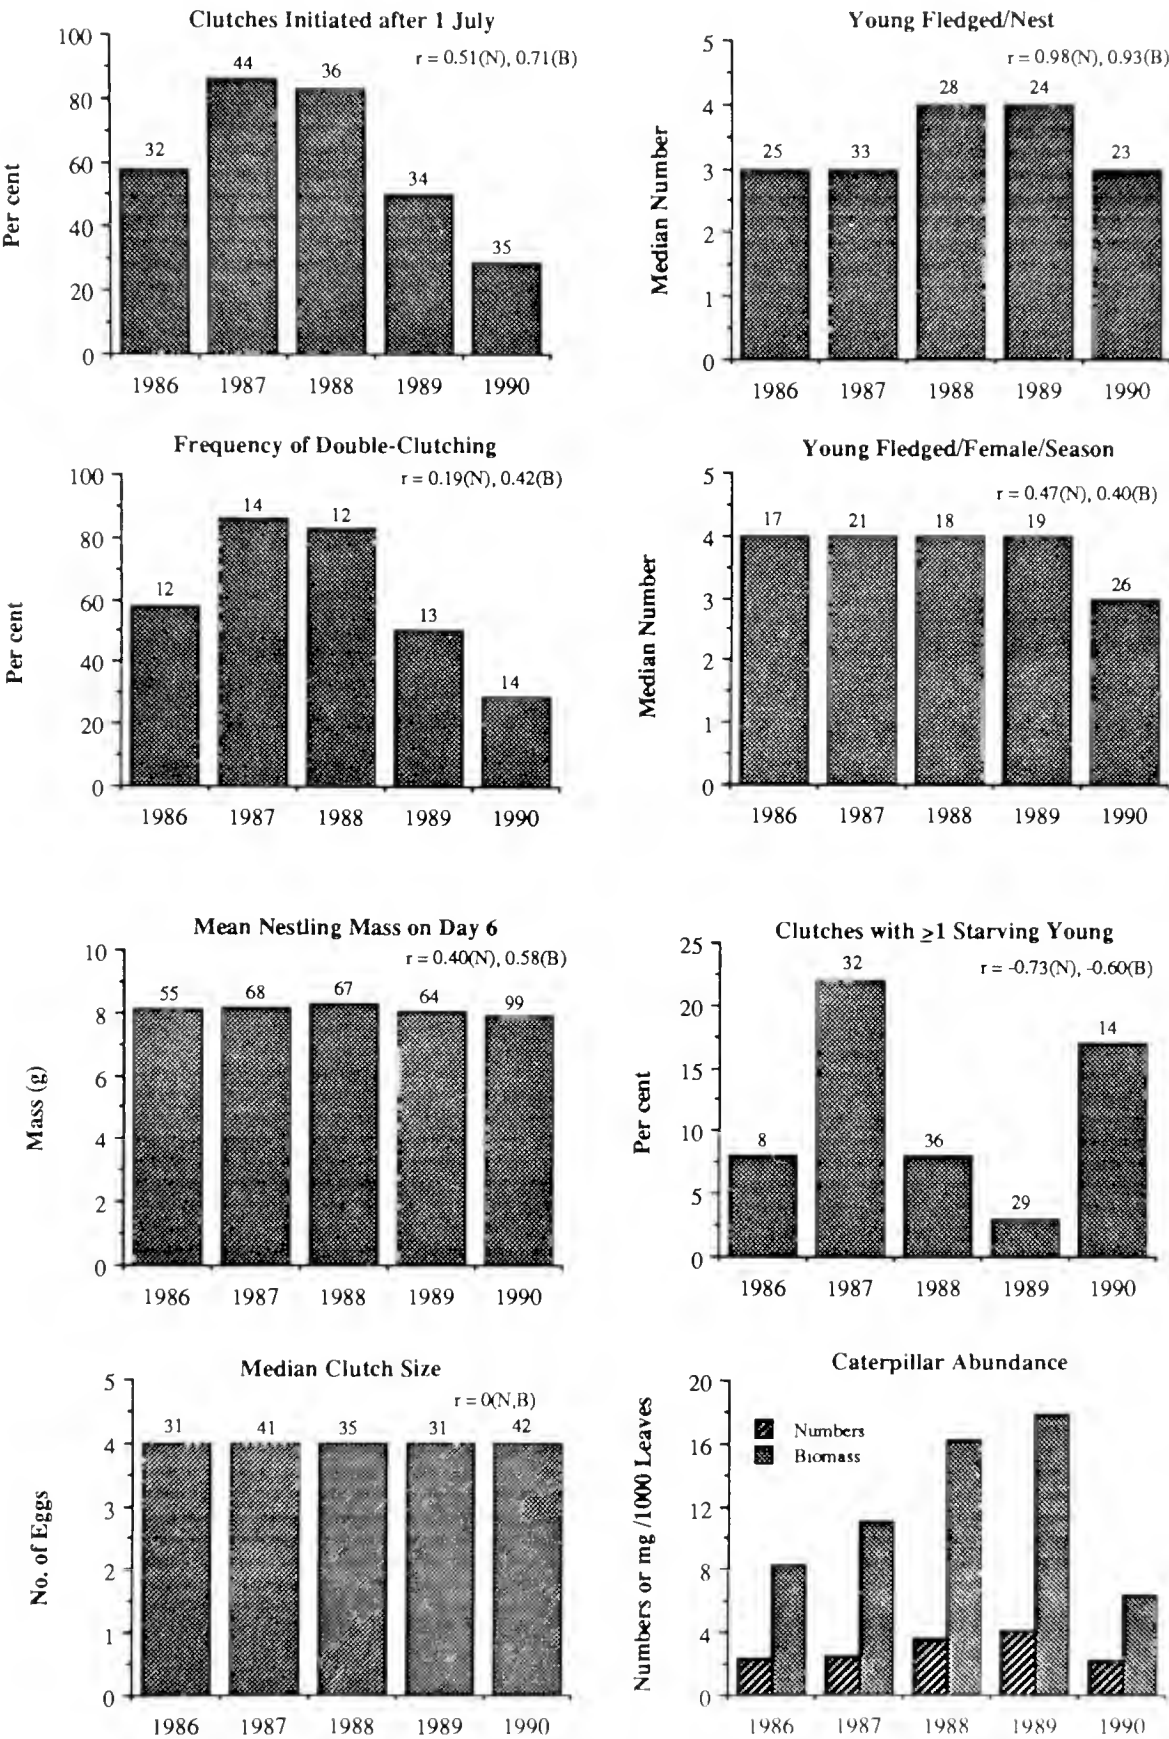 Clutches Initiated after 1 July
r = 0.51(N), 0.71(B)
Per cent
100
80
60
40
20
0
32
44
36
34
35
1986 1987 1988 1989 1990
Young Fledged/Nest
r = 0.98(N), 0.93(B)
Median Number
5
4
3
2
1
0
25
33
28
24
23
1986 1987 1988 1989 1990
Frequency of Double-Clutching
r = 0.19(N), 0.42(B)
Per cent
100
80
60
40
20
0
12
14
12
13
14
1986 1987 1988 1989 1990
Young Fledged/Female/Season
r = 0.47(N), 0.40(B)
Median Number
5
4
3
2
1
0
17
21
18
19
26
1986 1987 1988 1989 1990
Mean Nestling Mass on Day 6
r = 0.40(N), 0.58(B)
Mass (g)
10
8
6
4
2
0
55
68
67
64
99
1986 1987 1988 1989 1990
Clutches with ≥1 Starving Young
r = -0.73(N), -0.60(B)
Per cent
25
20
15
10
5
0
8
32
36
29
14
1986 1987 1988 1989 1990
Median Clutch Size
r = 0(N,B)
No. of Eggs
5
4
3
2
1
0
31
41
35
31
42
1986 1987 1988 1989 1990
Caterpillar Abundance
Numbers or mg /1000 Leaves
20
16
12
8
4
0
Numbers
Biomass
1986 1987 1988 1989 1990